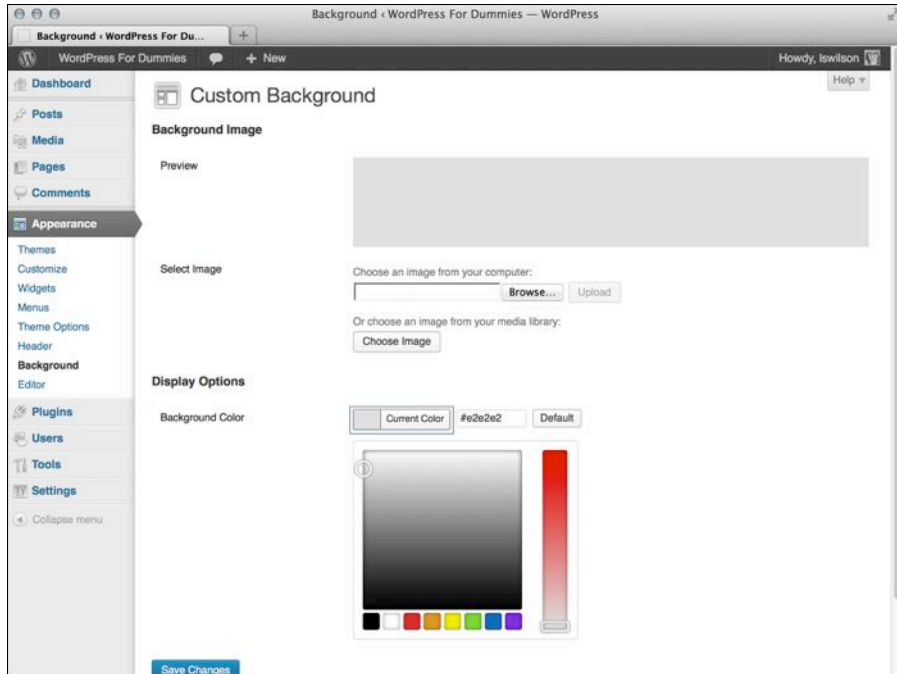 Background ‹ WordPress For Dummies — WordPress
Background ‹ WordPress For Du...
WordPress For Dummies
+ New
Howdy, lswilson
Help
Dashboard
Posts
Media
Pages
Comments
Appearance
Themes
Customize
Widgets
Menus
Theme Options
Header
Background
Editor
Plugins
Users
Tools
Settings
Collapse menu
Custom Background
Background Image
Preview
Select Image
Choose an image from your computer:
Browse... Upload
Or choose an image from your media library:
Choose Image
Display Options
Background Color
Current Color #e2e2e2 Default
Save Changes